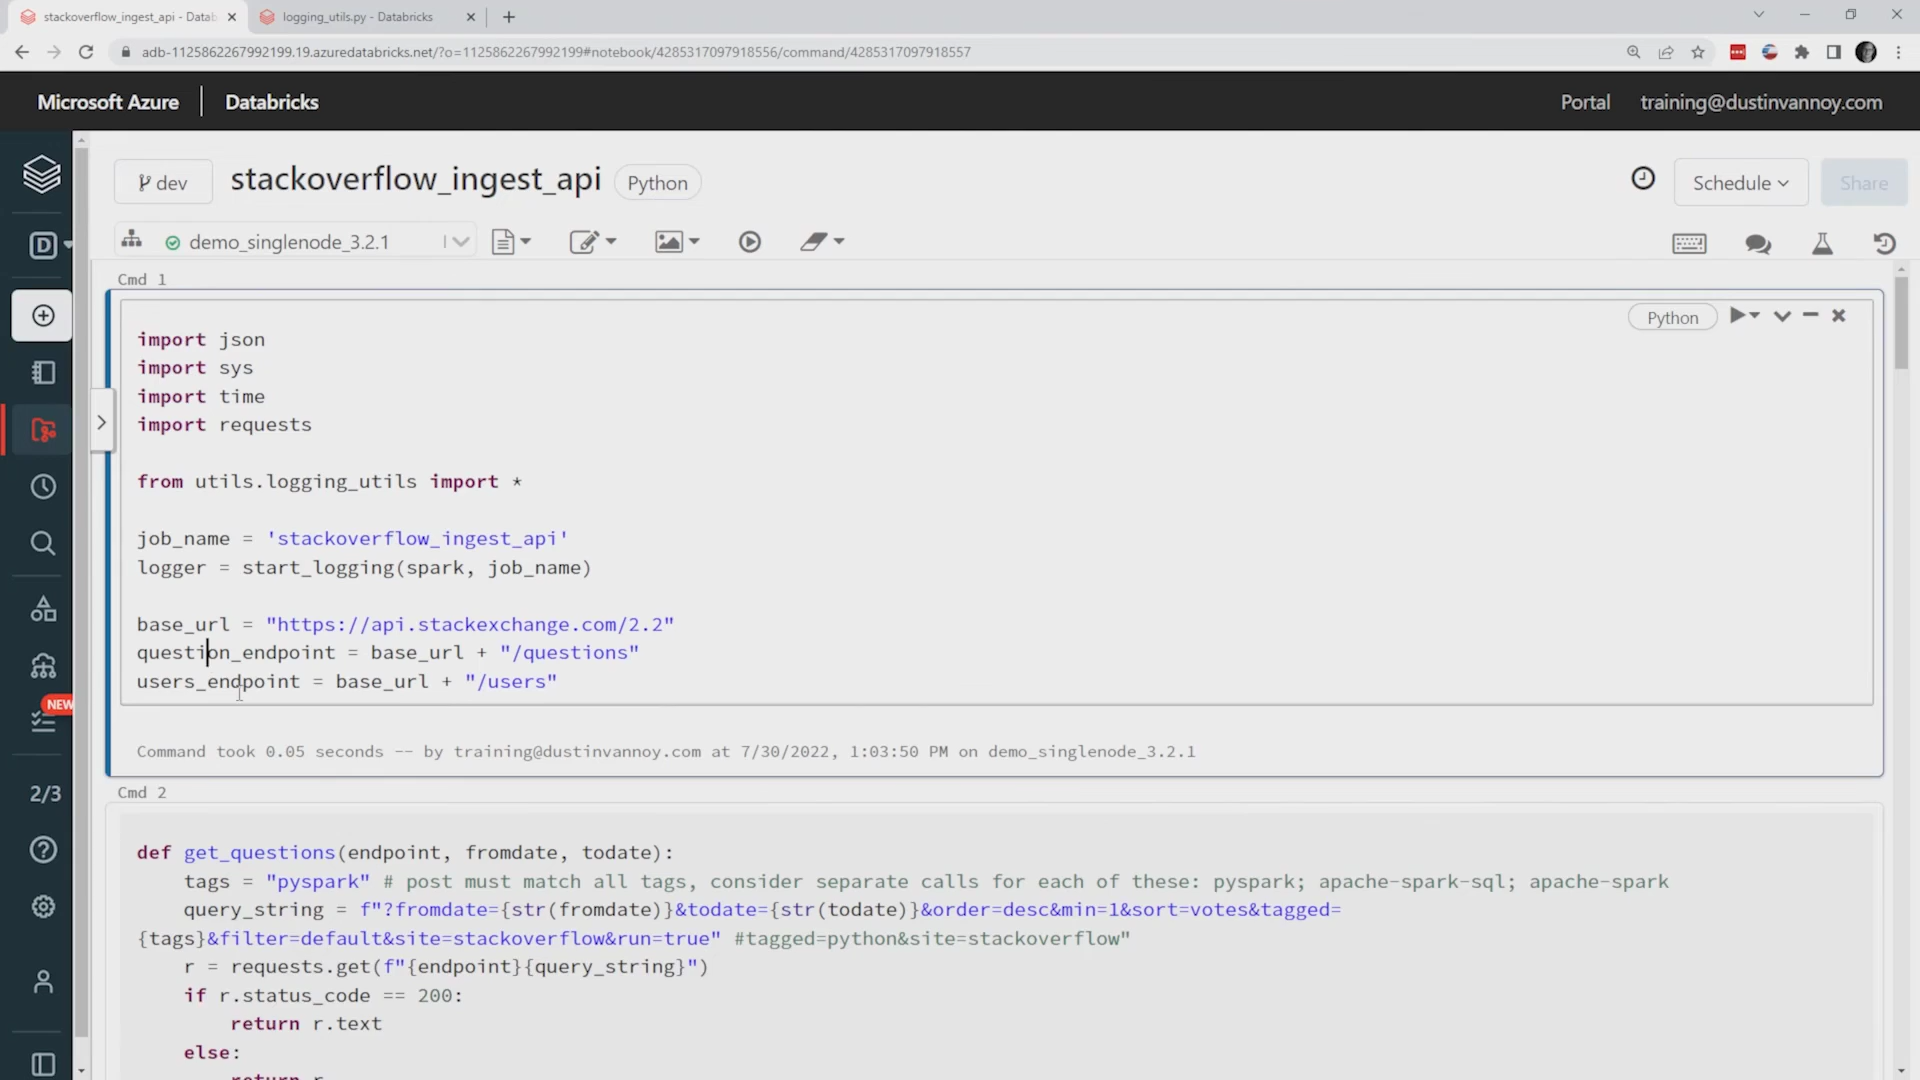 stackoverflow_ingest_api - Datab
logging_utils.py - Databricks
adb-1125862267992199.19.azuredatabricks.net/?o=1125862267992199#notebook/4285317097918556/command/4285317097918557
Microsoft Azure
Databricks
Portal
training@dustinvannoy.com
dev
stackoverflow_ingest_api
Python
Schedule
Share
D
demo_singlenode_3.2.1
Cmd 1
Python
import json
import sys
import time
import requests
from utils.logging_utils import *
job_name = 'stackoverflow_ingest_api'
logger = start_logging(spark, job_name)
base_url = "https://api.stackexchange.com/2.2"
question_endpoint = base_url + "/questions"
users_endpoint = base_url + "/users"
NEW
Command took 0.05 seconds -- by training@dustinvannoy.com at 7/30/2022, 1:03:50 PM on demo_singlenode_3.2.1
2/3
Cmd 2
def get_questions(endpoint, fromdate, todate):
tags = "pyspark" # post must match all tags, consider separate calls for each of these: pyspark; apache-spark-sql; apache-spark
query_string = f"?fromdate={str(fromdate)}&todate={str(todate)}&order=desc&min=1&sort=votes&tagged=
{tags}&filter=default&site=stackoverflow&run=true" #tagged=python&site=stackoverflow"
r = requests.get(f"{endpoint}{query_string}")
if r.status_code == 200:
return r.text
else:
return r